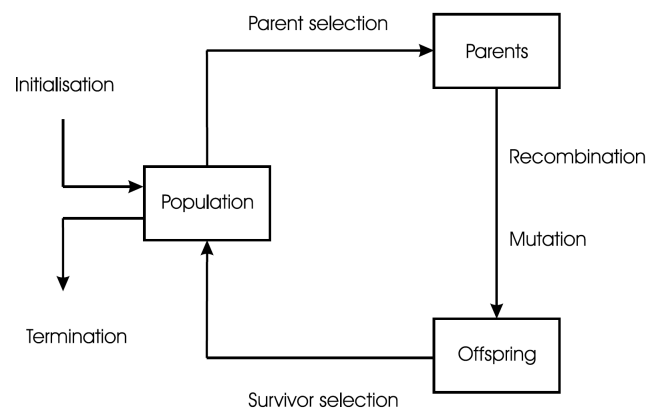 Parent selection
Parents
Initialisation
Recombination
Population
Mutation
Termination
Offspring
Survivor selection